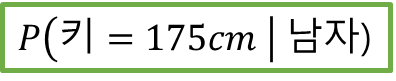 P(키 = 175cm | 남자)